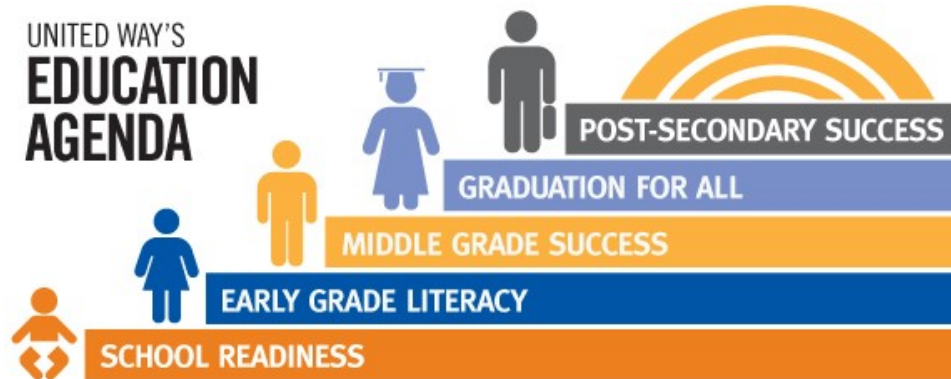 UNITED WAY'S
EDUCATION
AGENDA
POST-SECONDARY SUCCESS
GRADUATION FOR ALL
MIDDLE GRADE SUCCESS
EARLY GRADE LITERACY
SCHOOL READINESS